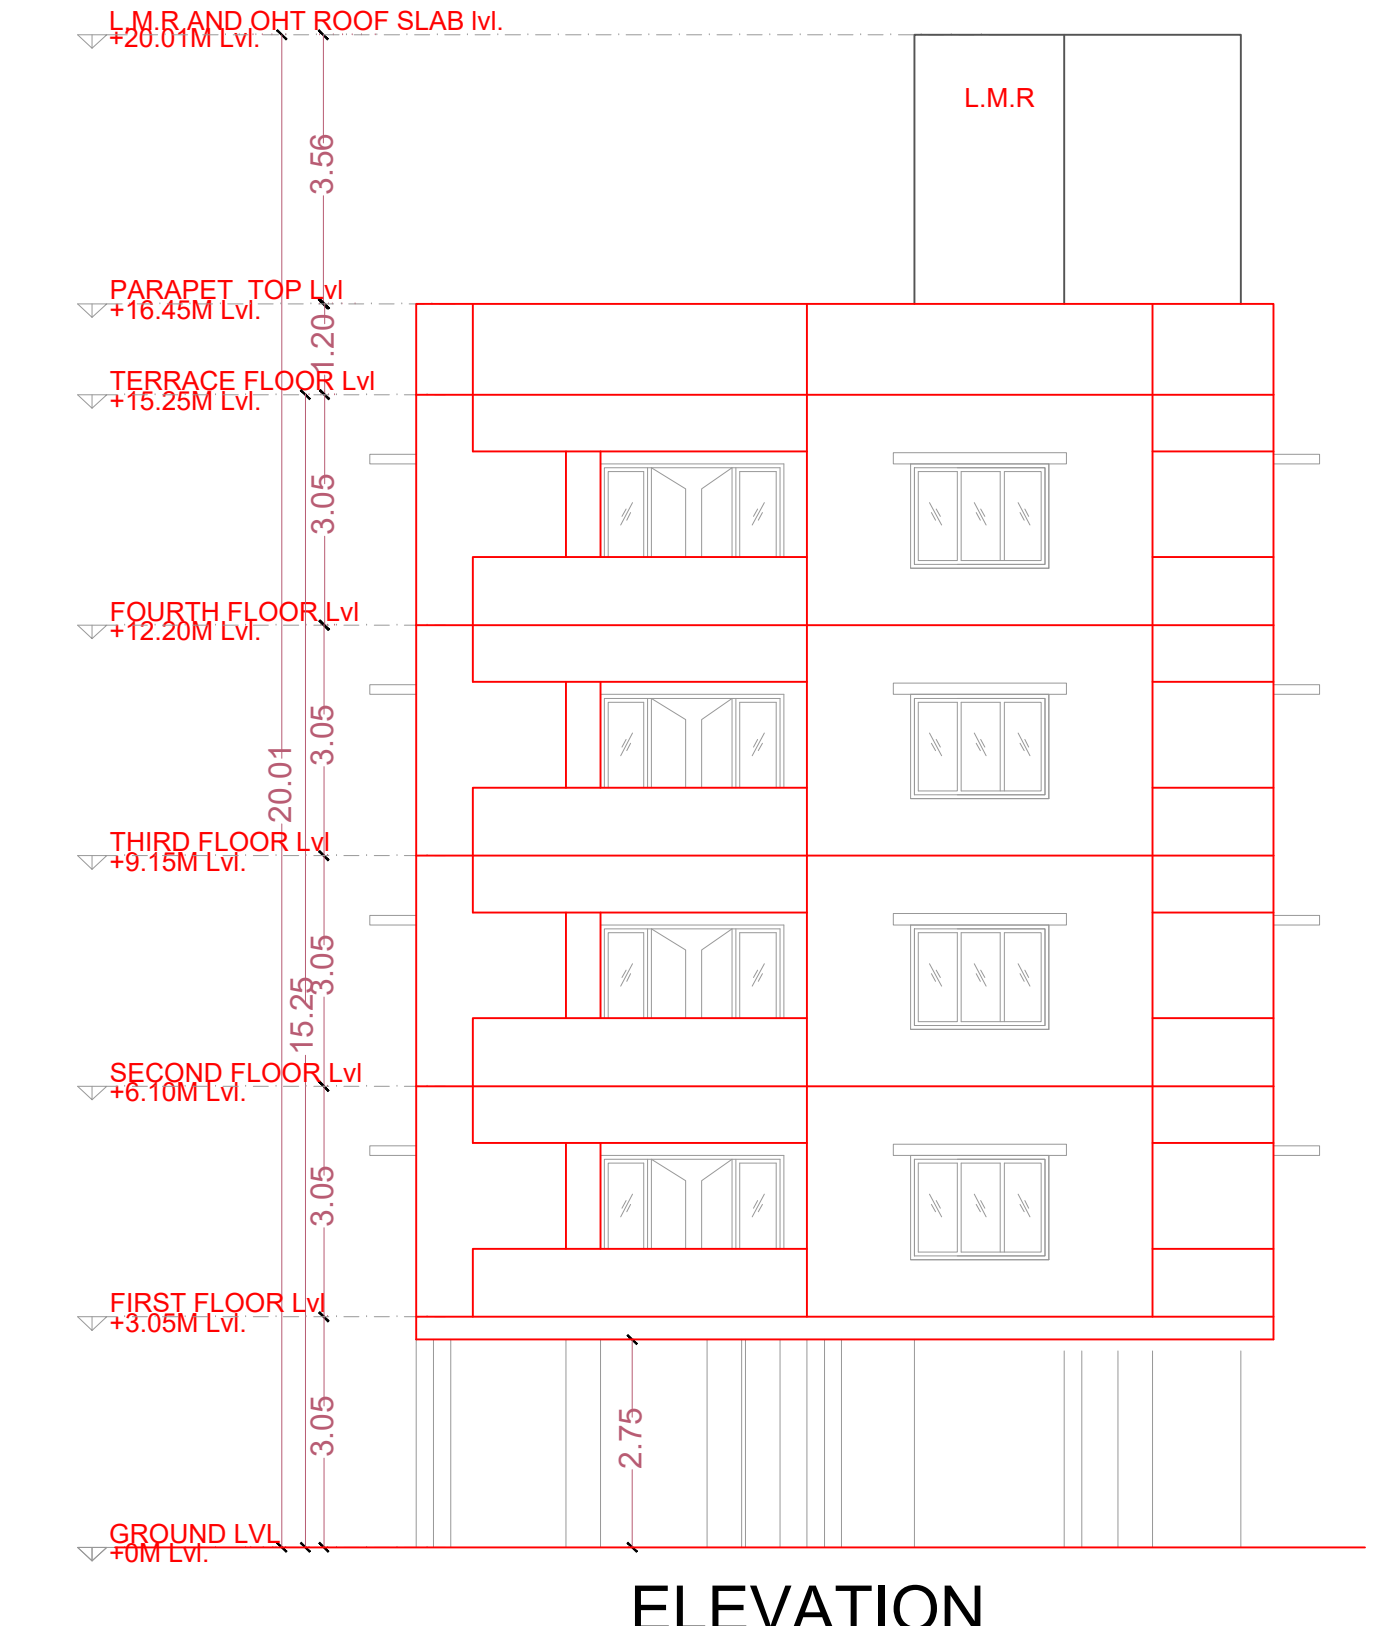 L.M.R AND OHT ROOF SLAB lvl.
+20.01M Lvl.
L.M.R
3.56
PARAPET TOP Lvl
+16.45M Lvl.
1.20
TERRACE FLOOR Lvl
+15.25M Lvl.
3.05
FOURTH FLOOR Lvl
+12.20M Lvl.
3.05
20.01
THIRD FLOOR Lvl
+9.15M Lvl.
3.05
15.25
SECOND FLOOR Lvl
+6.10M Lvl.
3.05
FIRST FLOOR Lvl
+3.05M Lvl.
3.05
2.75
GROUND LVL
+0M Lvl.
ELEVATION